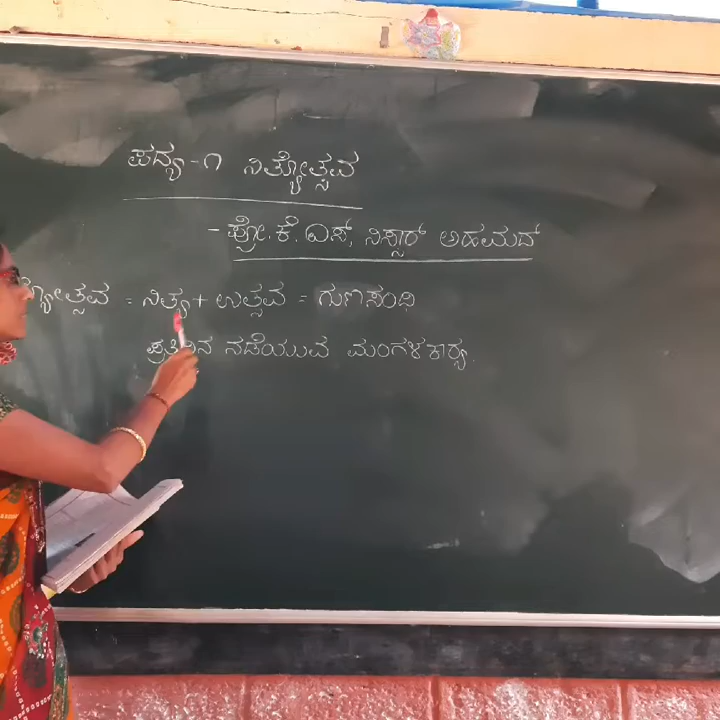 ಪದ್ಯ - ೧ ನಿತ್ಯೋತ್ಸವ
- ಪ್ರೋ. ಕೆ. ಎಸ್. ನಿಸ್ಸಾರ್ ಅಹಮದ್
ತ್ಯೋತ್ಸವ = ನಿತ್ಯ + ಉತ್ಸವ = ಗುಣಸಂಧಿ
ನಡೆಯುವ ಮಂಗಳಕಾರ್ಯ.